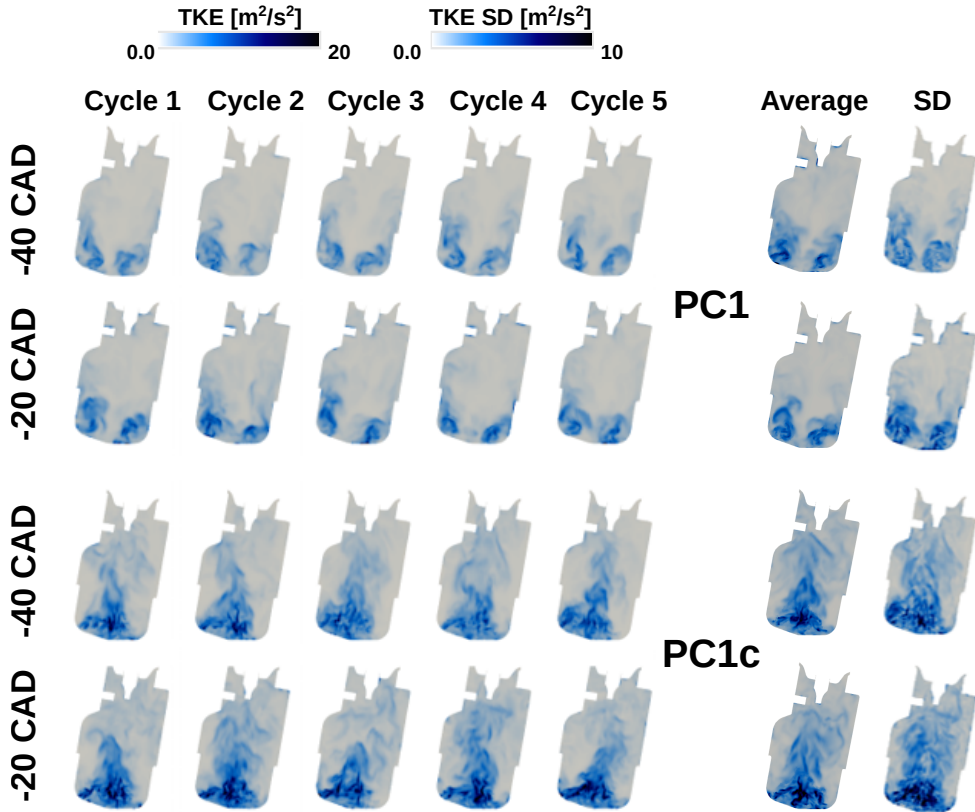 TKE [m²/s²] TKE SD [m²/s²]
0.0 20 0.0 10
Cycle 1 Cycle 2 Cycle 3 Cycle 4 Cycle 5 Average SD
-40 CAD
PC1
-20 CAD
-40 CAD
PC1c
-20 CAD